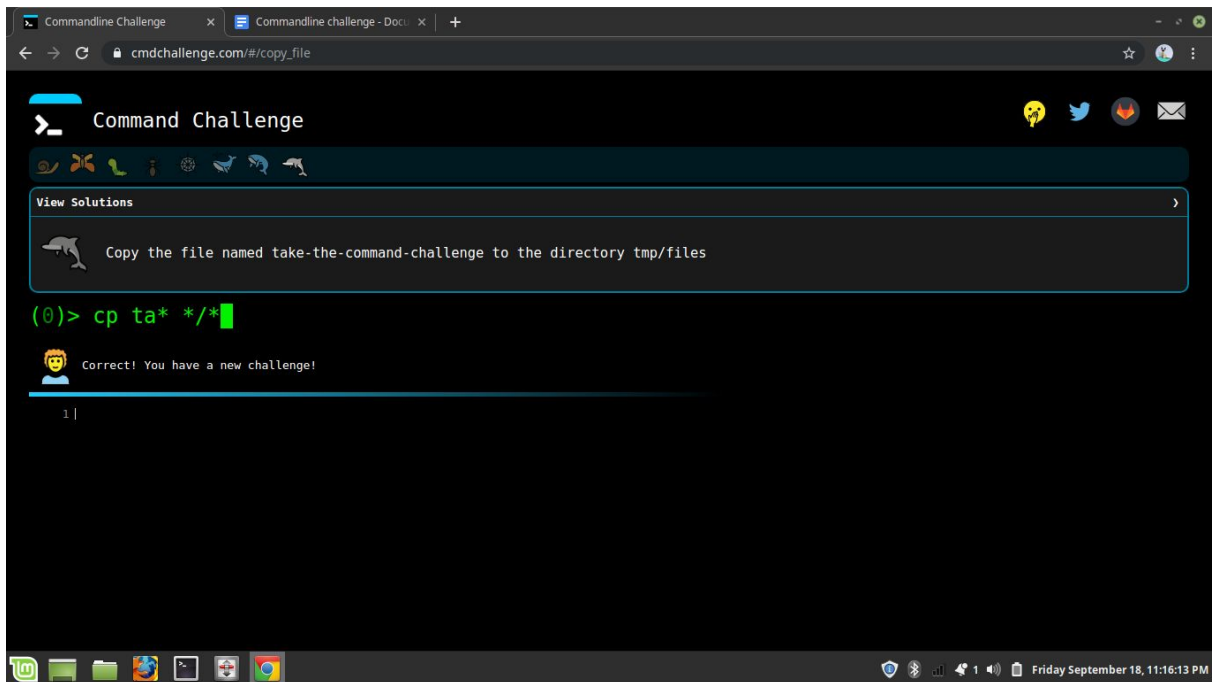 Commandline Challenge
Commandline challenge - Docu
cmdchallenge.com/#/copy_file
>_ Command Challenge
View Solutions
Copy the file named take-the-command-challenge to the directory tmp/files
(0)> cp ta* */*
Correct! You have a new challenge!
1
1 Friday September 18, 11:16:13 PM